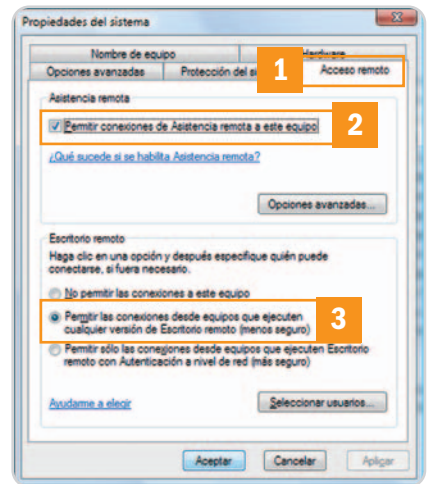 Propiedades del sistema
Nombre de equipo
Hardware
Opciones avanzadas
Protección del
1
Acceso remoto
Asistencia remota
Permitir conexiones de Asistencia remota a este equipo
2
¿Qué sucede si se habilita Asistencia remota?
Opciones avanzadas...
Escritorio remoto
Haga clic en una opción y después especifique quién puede
conectarse, si fuera necesario.
No permitir las conexiones a este equipo
Permitir las conexiones desde equipos que ejecuten
cualquier versión de Escritorio remoto (menos seguro)
3
Permitir sólo las conexiones desde equipos que ejecuten Escritorio
remoto con Autenticación a nivel de red (más seguro)
Ayudarme a elegir
Seleccionar usuarios...
Aceptar
Cancelar
Aplicar